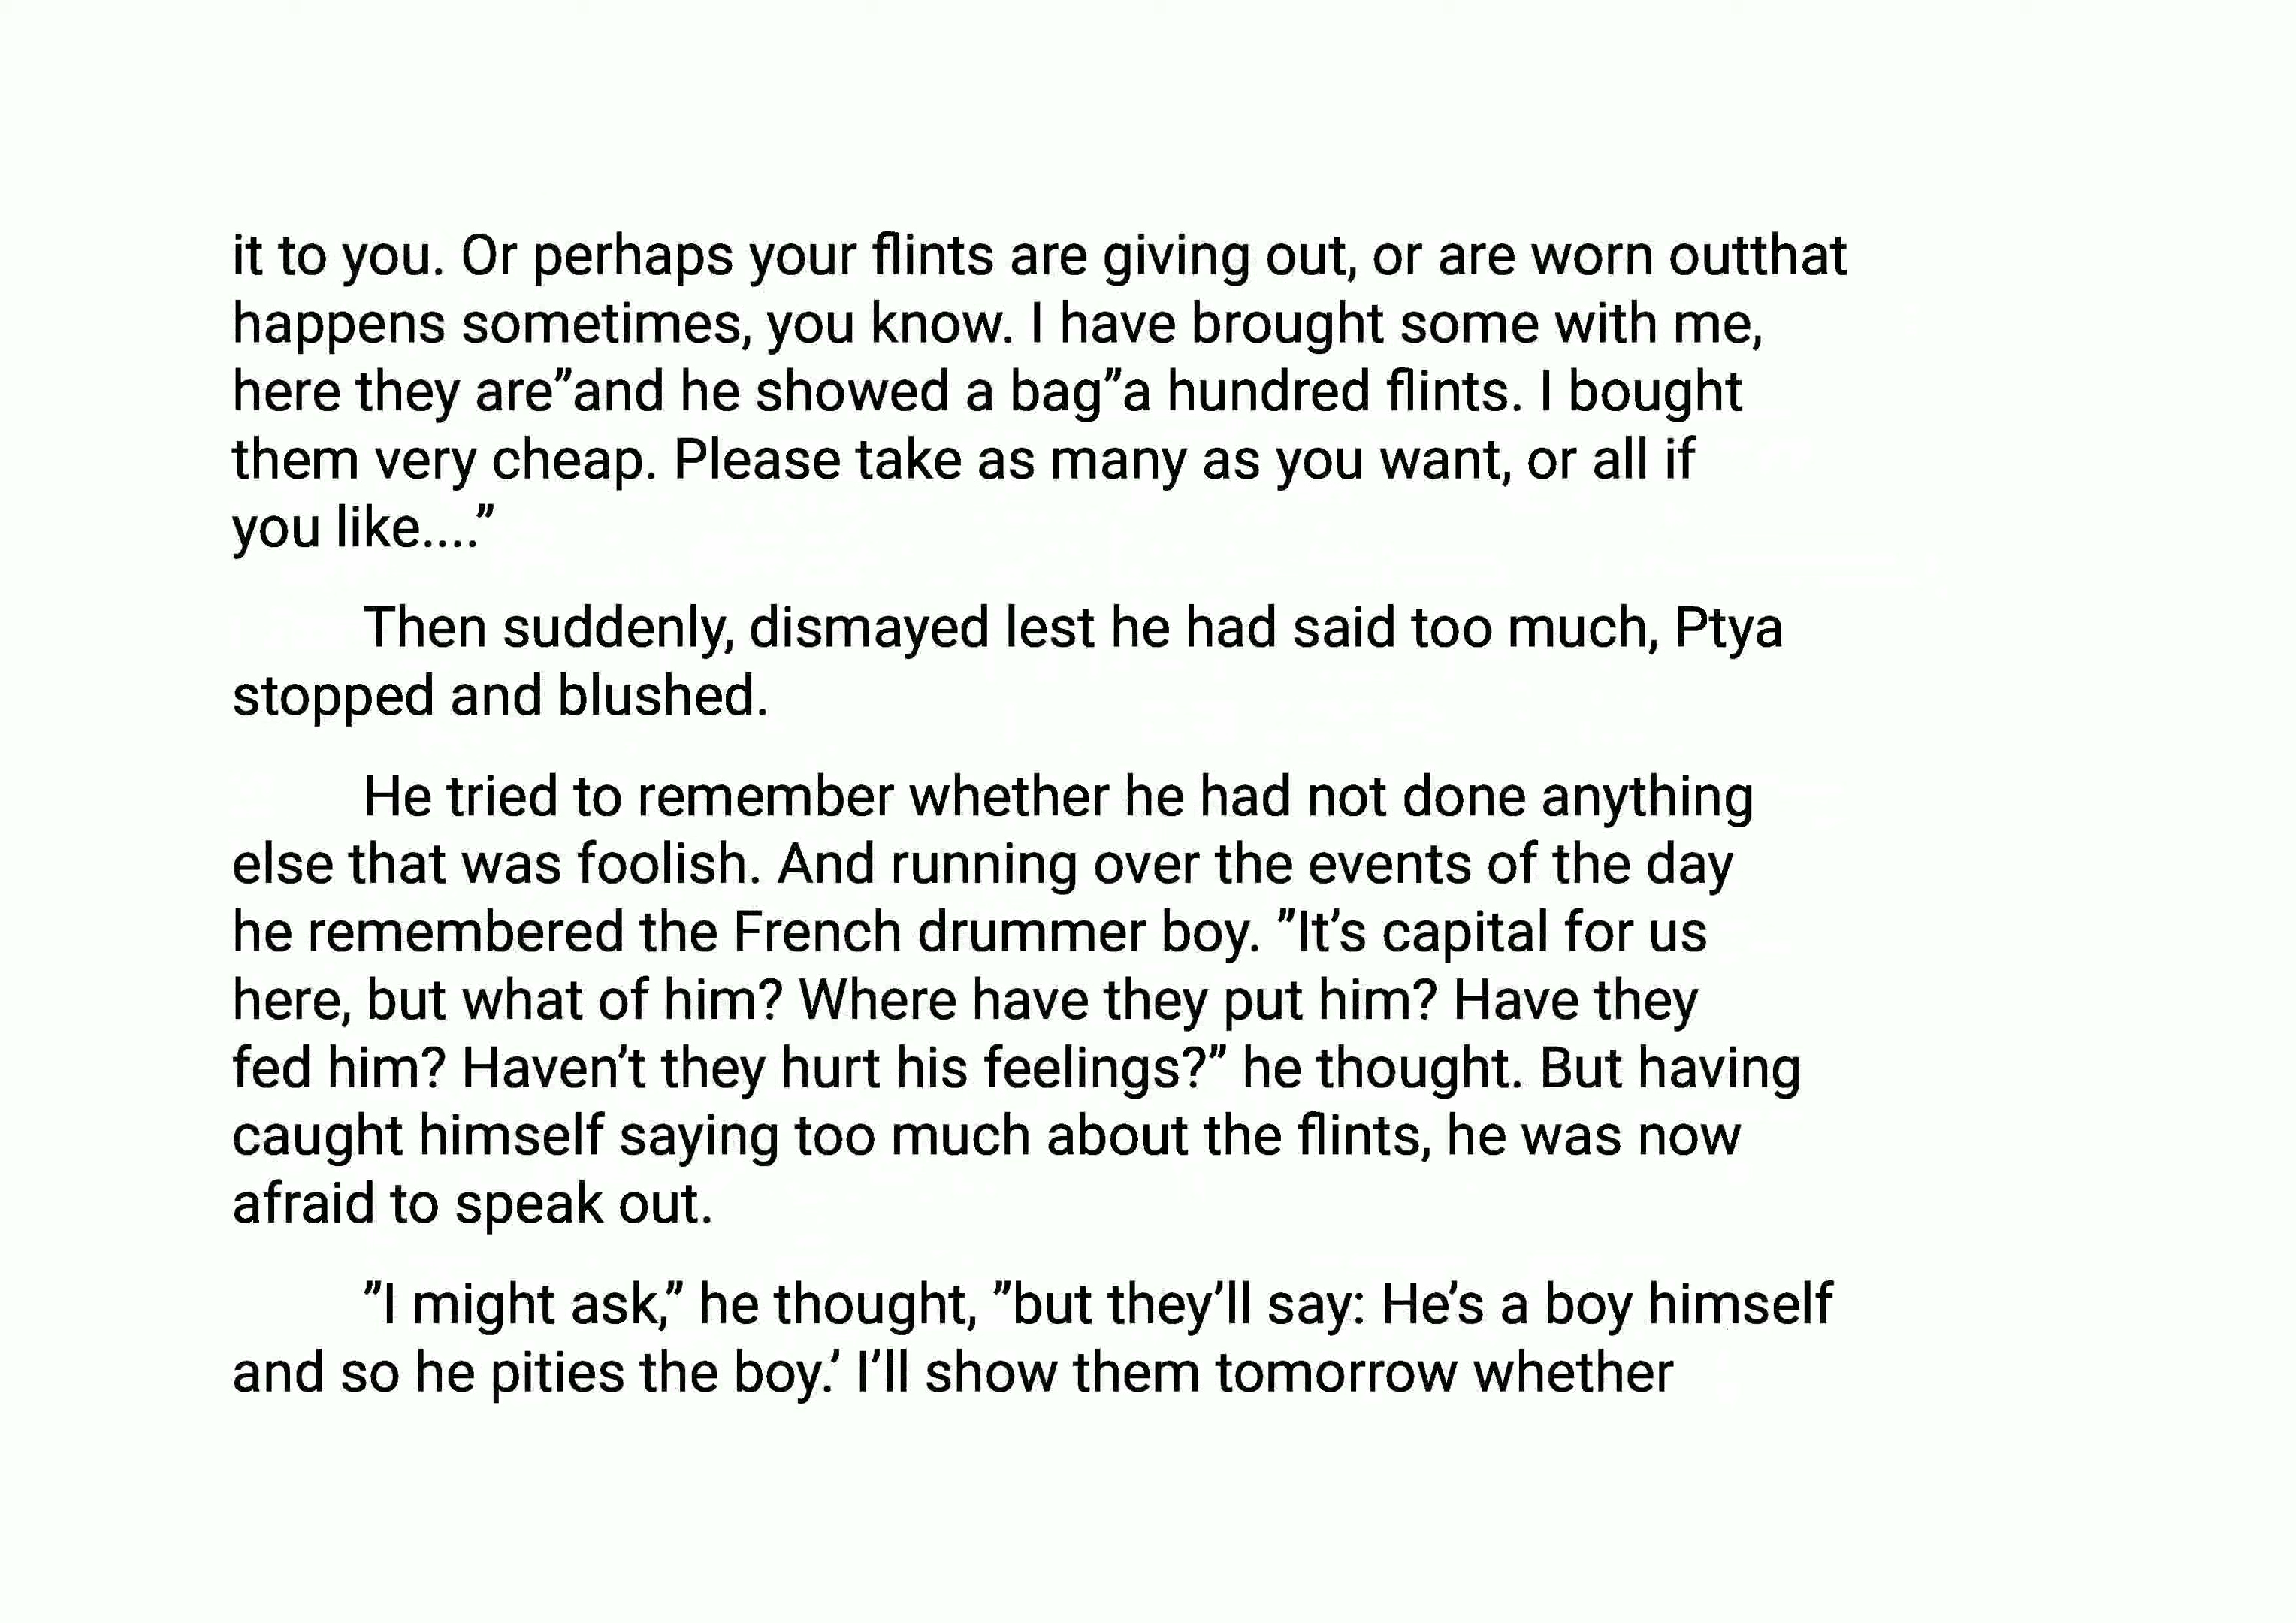 it to you. Or perhaps your flints are giving out, or are worn outthat
happens sometimes, you know. I have brought some with me,
here they are”and he showed a bag”a hundred flints. I bought
them very cheap. Please take as many as you want, or all if
you like....”
Then suddenly, dismayed lest he had said too much, Ptya
stopped and blushed.
He tried to remember whether he had not done anything
else that was foolish. And running over the events of the day
he remembered the French drummer boy. ”It’s capital for us
here, but what of him? Where have they put him? Have they
fed him? Haven’t they hurt his feelings?” he thought. But having
caught himself saying too much about the flints, he was now
afraid to speak out.
”I might ask,” he thought, ”but they’ll say: He’s a boy himself
and so he pities the boy.’ I’ll show them tomorrow whether